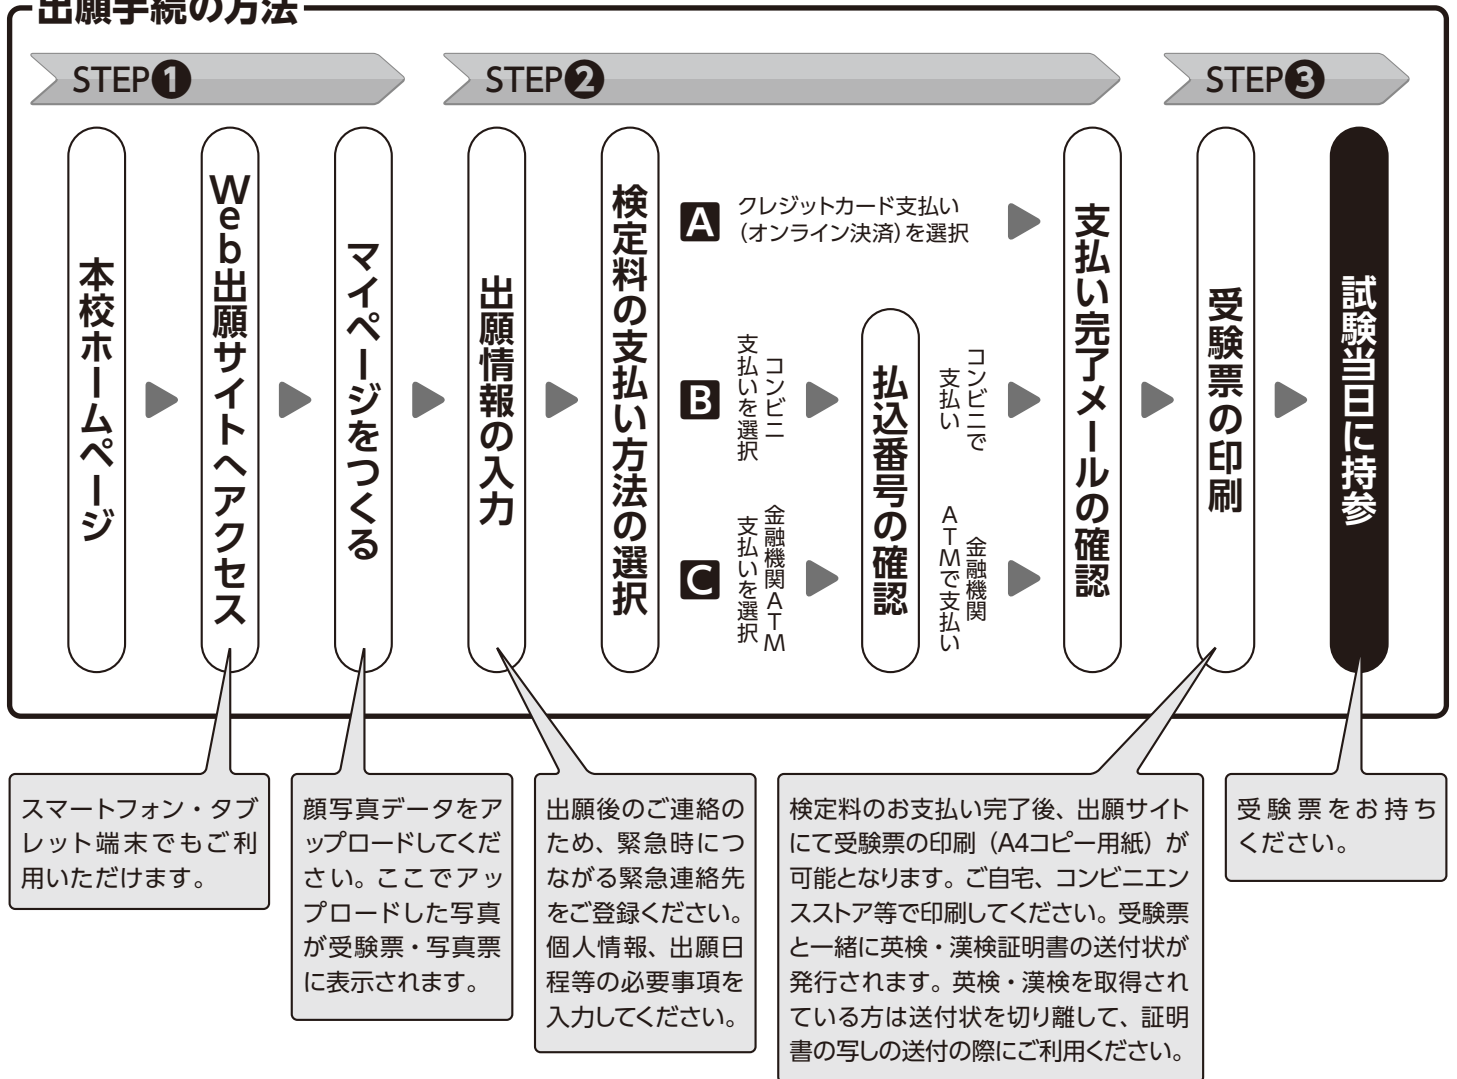 出願手続の方法
STEP❶
STEP❷
STEP❸
本校ホームページ
Web出願サイトへアクセス
マイページをつくる
出願情報の入力
検定料の支払い方法の選択
A
クレジットカード支払い
（オンライン決済）を選択
B
コンビニ
支払いを選択
C
金融機関ATM
支払いを選択
払込番号の確認
コンビニで
支払い
金融機関
ATMで支払い
支払い完了メールの確認
受験票の印刷
試験当日に持参
スマートフォン・タブ
レット端末でもご利
用いただけます。
顔写真データをア
ップロードしてくだ
さい。ここでアッ
プロードした写真
が受験票・写真票
に表示されます。
出願後のご連絡の
ため、緊急時につ
ながる緊急連絡先
をご登録ください。
個人情報、出願日
程等の必要事項を
入力してください。
検定料のお支払い完了後、出願サイト
にて受験票の印刷（A4コピー用紙）が
可能となります。ご自宅、コンビニエン
スストア等で印刷してください。受験票
と一緒に英検・漢検証明書の送付状が
発行されます。英検・漢検を取得され
ている方は送付状を切り離して、証明
書の写しの送付の際にご利用ください。
受験票をお持ち
ください。